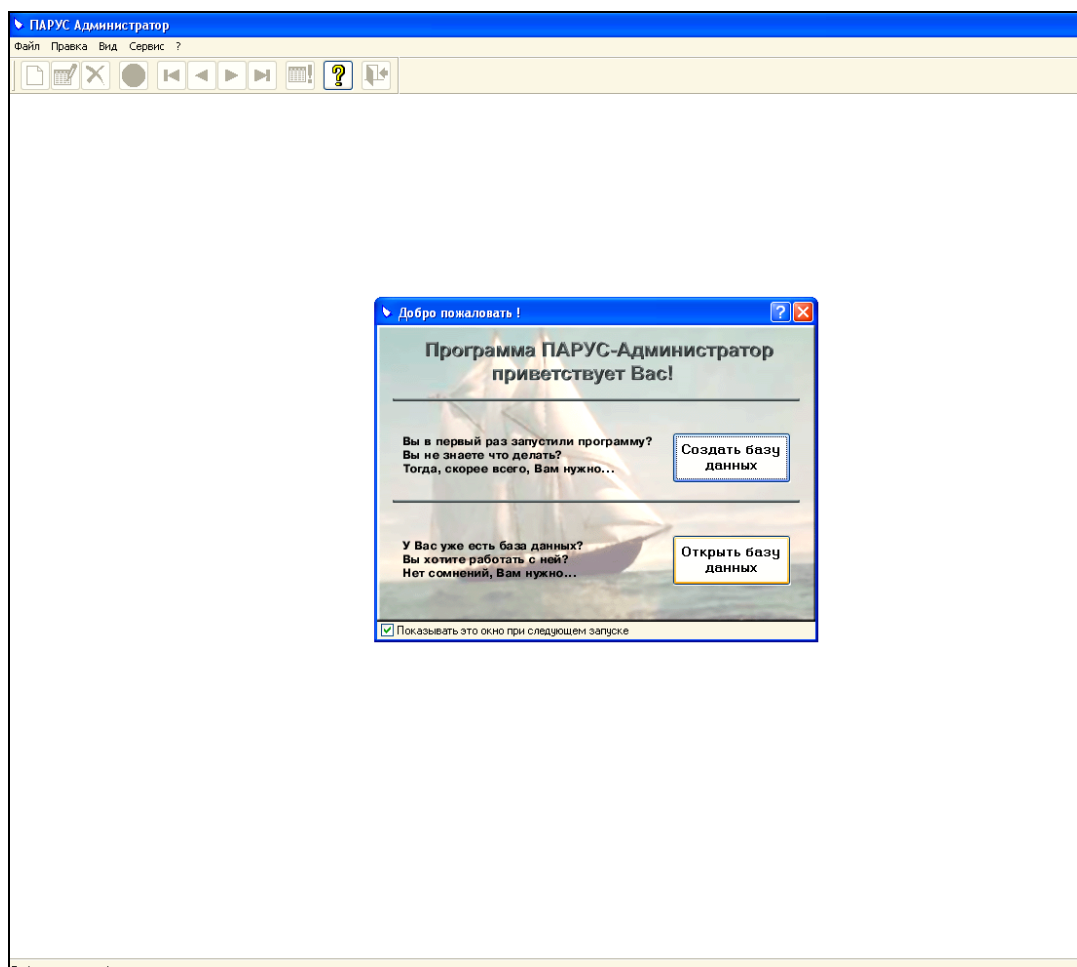 ПАРУС Администратор
Файл Правка Вид Сервис ?
Добро пожаловать !
Программа ПАРУС-Администратор
приветствует Вас!
Вы в первый раз запустили программу?
Вы не знаете что делать?
Тогда, скорее всего, Вам нужно...
Создать базу
данных
У Вас уже есть база данных?
Вы хотите работать с ней?
Нет сомнений, Вам нужно...
Открыть базу
данных
Показывать это окно при следующем запуске